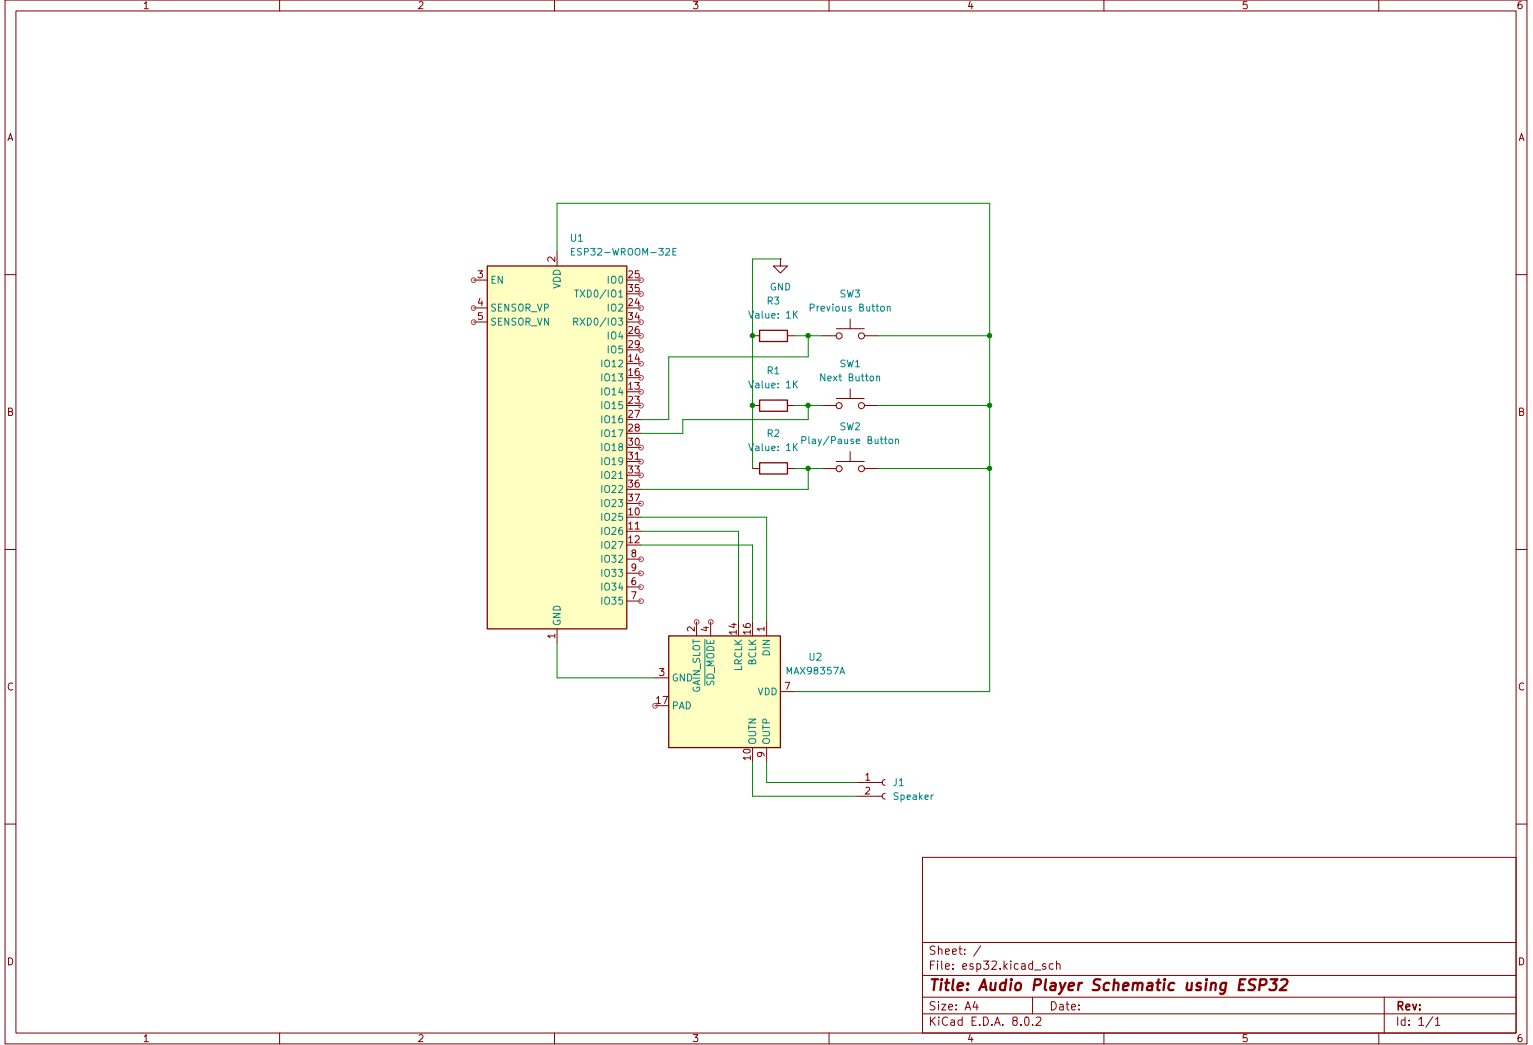 1 2 3 4 5 6
A A
B B
C C
D D
U1
ESP32-WROOM-32E
2
VDD
3 EN
4 SENSOR_VP
5 SENSOR_VN
IO0 25
TXD0/IO1 35
IO2 24
RXD0/IO3 34
IO4 26
IO5 29
IO12 14
IO13 16
IO14 13
IO15 23
IO16 27
IO17 28
IO18 30
IO19 31
IO21 33
IO22 36
IO23 37
IO25 10
IO26 11
IO27 12
IO32 8
IO33 9
IO34 6
IO35 7
GND
1
GND
R3
Value: 1K
SW3
Previous Button
R1
Value: 1K
SW1
Next Button
R2
Value: 1K
SW2
Play/Pause Button
2 4 14 16 1
GAIN_SLOT SD_MODE LRCLK BCLK DIN
U2
MAX98357A
3 GND
17 PAD
VDD 7
OUTN OUTP
10 9
1 J1
2 Speaker
Sheet: /
File: esp32.kicad_sch
Title: Audio Player Schematic using ESP32
Size: A4 Date: Rev:
KiCad E.D.A. 8.0.2 Id: 1/1
1 2 3 4 5 6